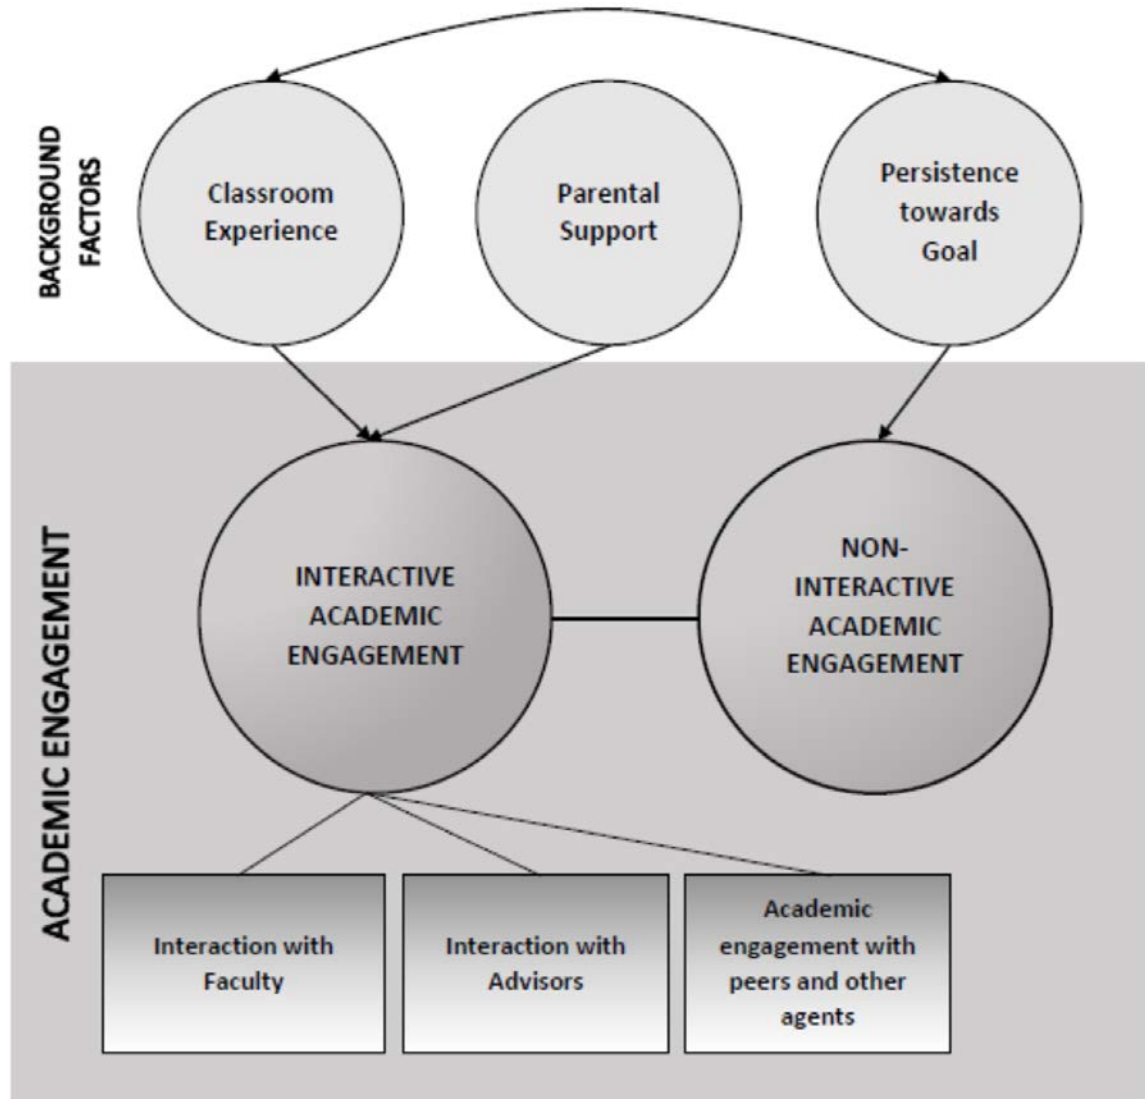 BACKGROUND
FACTORS
Classroom
Experience
Parental
Support
Persistence
towards
Goal
ACADEMIC ENGAGEMENT
INTERACTIVE
ACADEMIC
ENGAGEMENT
NON-
INTERACTIVE
ACADEMIC
ENGAGEMENT
Interaction with
Faculty
Interaction with
Advisors
Academic
engagement with
peers and other
agents